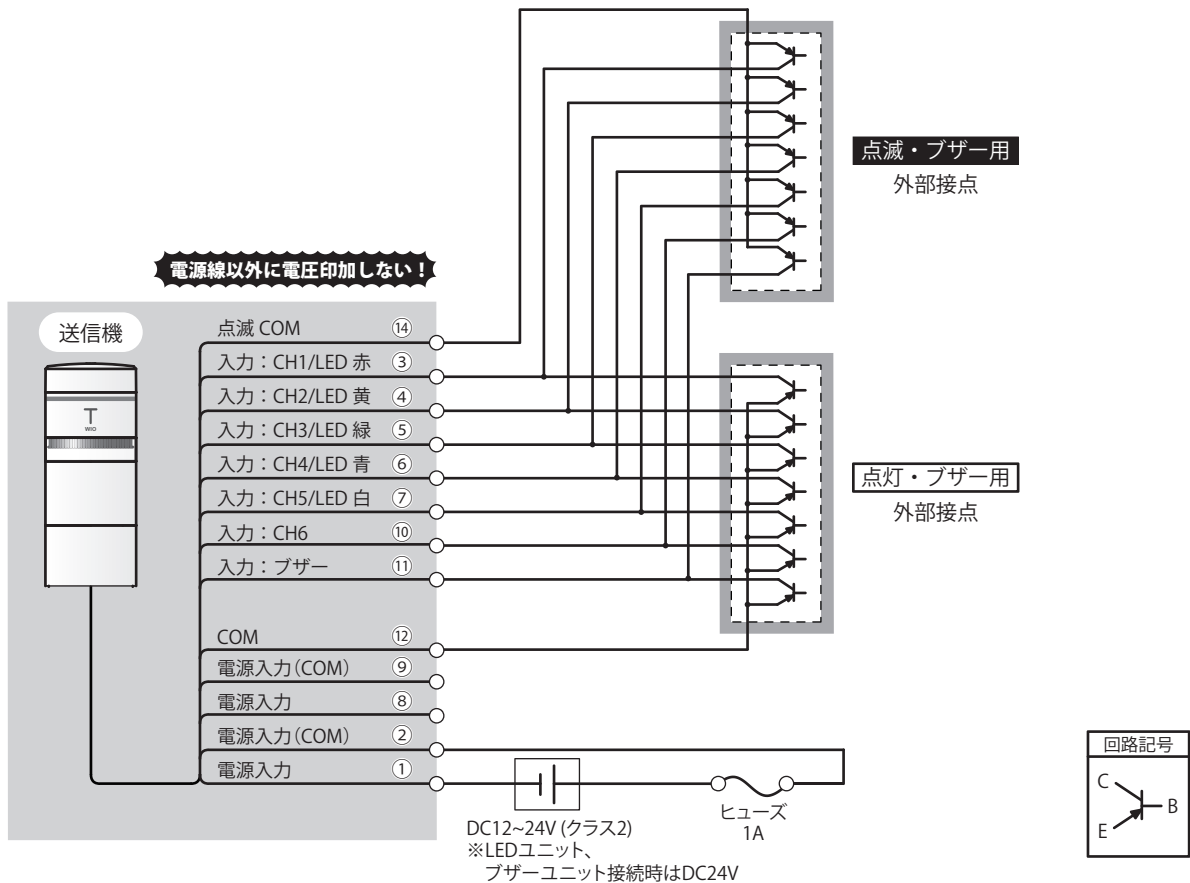 点滅・ブザー用
外部接点
電源線以外に電圧印加しない！
送信機
T
WIO
点滅 COM ⑭
入力：CH1/LED 赤 ③
入力：CH2/LED 黄 ④
入力：CH3/LED 緑 ⑤
入力：CH4/LED 青 ⑥
入力：CH5/LED 白 ⑦
入力：CH6 ⑩
入力：ブザー ⑪
COM ⑫
電源入力(COM) ⑨
電源入力 ⑧
電源入力(COM) ②
電源入力 ①
点灯・ブザー用
外部接点
DC12~24V (クラス2)
※LEDユニット、
ブザーユニット接続時はDC24V
ヒューズ
1A
回路記号
C
B
E